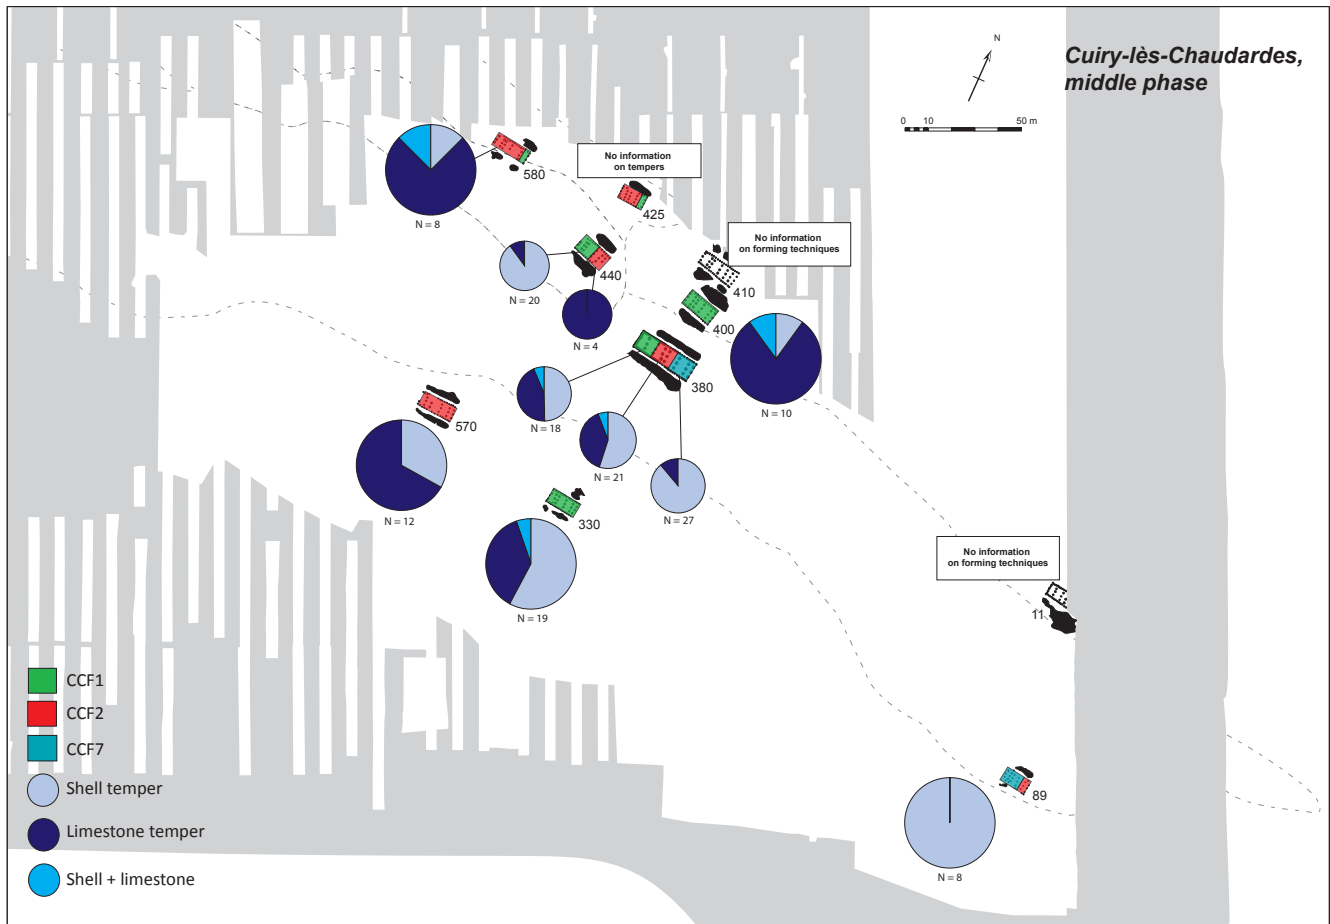 Cuiry-lès-Chaudardes,
middle phase
N
0 10 50 m
No information
on tempers
580
425
N = 8
No information
on forming techniques
440
410
N = 20
400
N = 4
380
N = 10
570
N = 18
N = 21
N = 27
N = 12
330
N = 19
No information
on forming techniques
11
CCF1
CCF2
CCF7
Shell temper
Limestone temper
Shell + limestone
89
N = 8